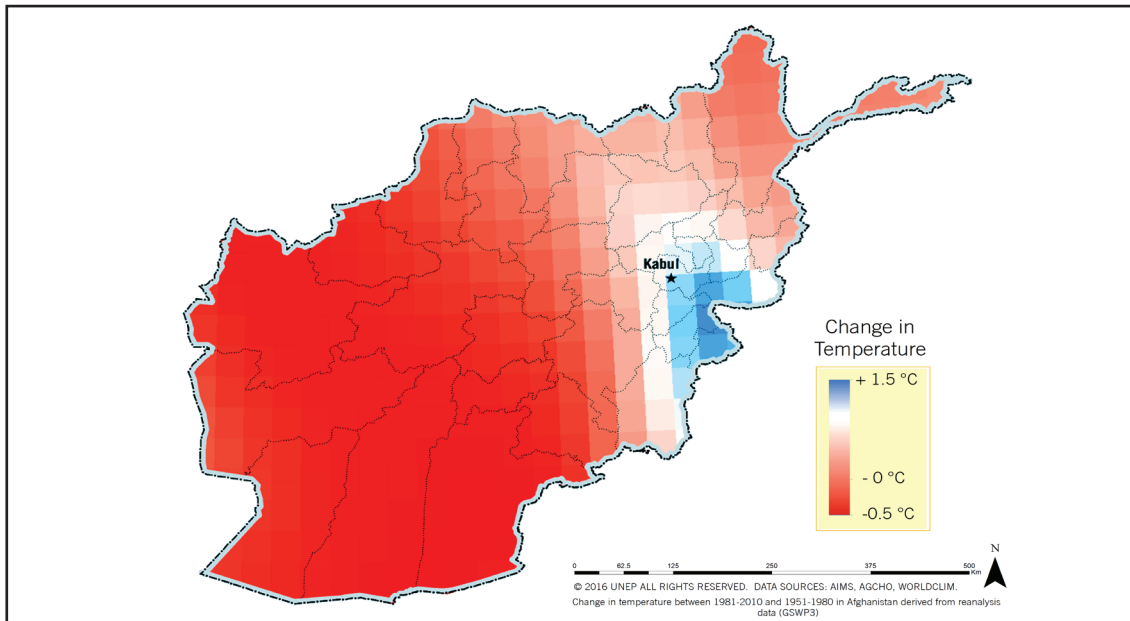 Kabul
Change in
Temperature
+ 1.5 °C
- 0 °C
-0.5 °C
N
0 62.5 125 250 375 500
Km
© 2016 UNEP ALL RIGHTS RESERVED. DATA SOURCES: AIMS, AGCHO, WORLDCLIM.
Change in temperature between 1981-2010 and 1951-1980 in Afghanistan derived from reanalysis
data (GSWP3)